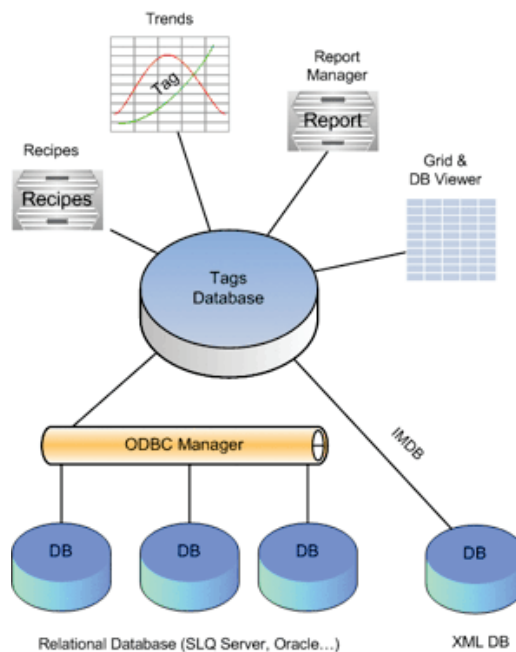 Trends
Tag
Report
Manager
Report
Recipes
Recipes
Grid &
DB Viewer
Tags
Database
ODBC Manager
IMDB
DB
DB
DB
DB
Relational Database (SLQ Server, Oracle...)
XML DB